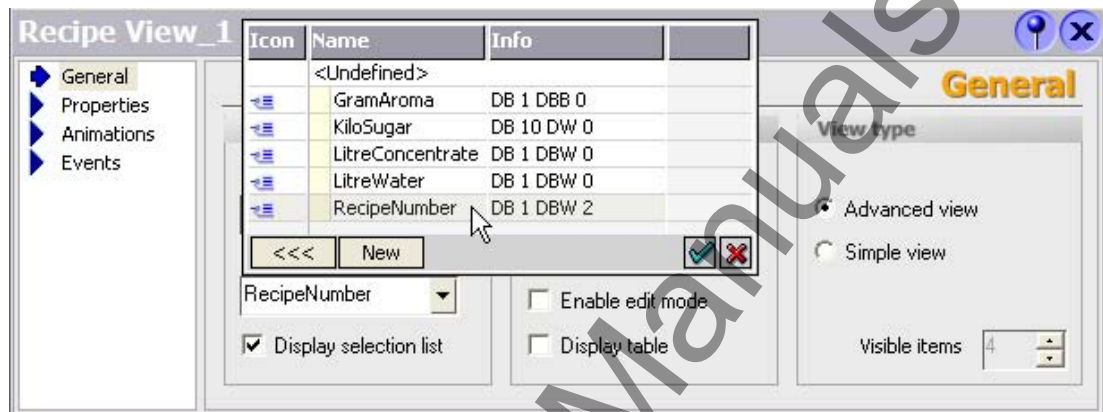 Recipe View_1
General
Properties
Animations
Events
Icon Name Info
<Undefined>
GramAroma DB 1 DBB 0
KiloSugar DB 10 DW 0
LitreConcentrate DB 1 DBW 0
LitreWater DB 1 DBW 0
RecipeNumber DB 1 DBW 2
<<< New
General
View type
Advanced view
Simple view
RecipeNumber
Enable edit mode
Display selection list
Display table
Visible items 4
Manuals